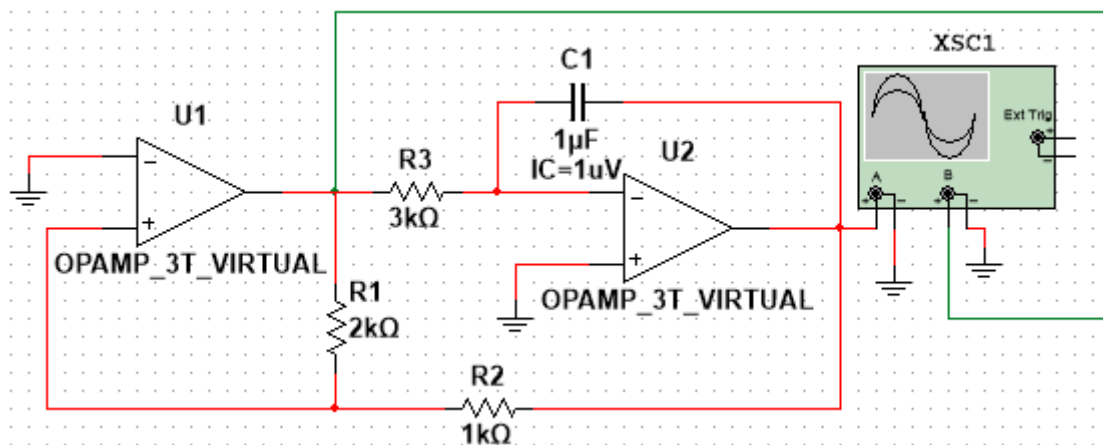 XSC1
Ext Trig
+
−
A
B
+
−
+
−
C1
1µF
IC=1uV
U1
−
+
OPAMP_3T_VIRTUAL
R3
3kΩ
U2
−
+
OPAMP_3T_VIRTUAL
R1
2kΩ
R2
1kΩ